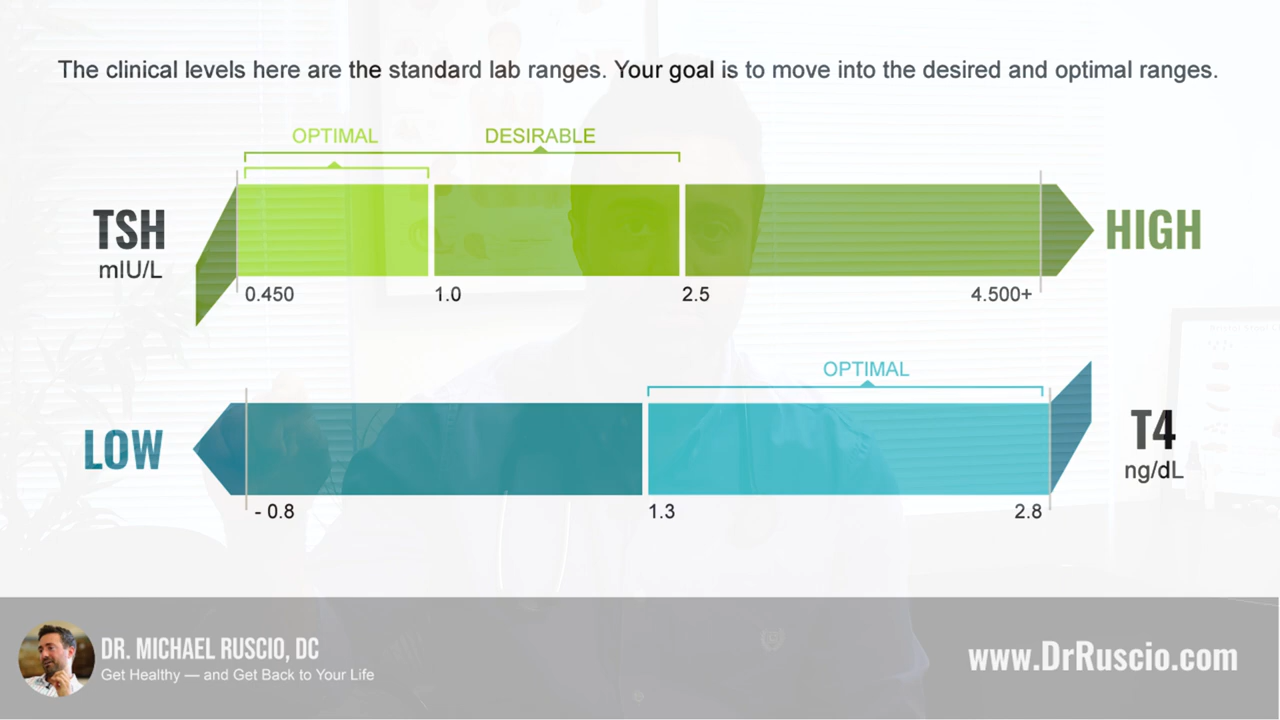 The clinical levels here are the standard lab ranges. Your goal is to move into the desired and optimal ranges.
OPTIMAL
DESIRABLE
TSH
mIU/L
HIGH
0.450
1.0
2.5
4.500+
OPTIMAL
LOW
T4
ng/dL
- 0.8
1.3
2.8
DR. MICHAEL RUSCIO, DC
Get Healthy — and Get Back to Your Life
www.DrRuscio.com